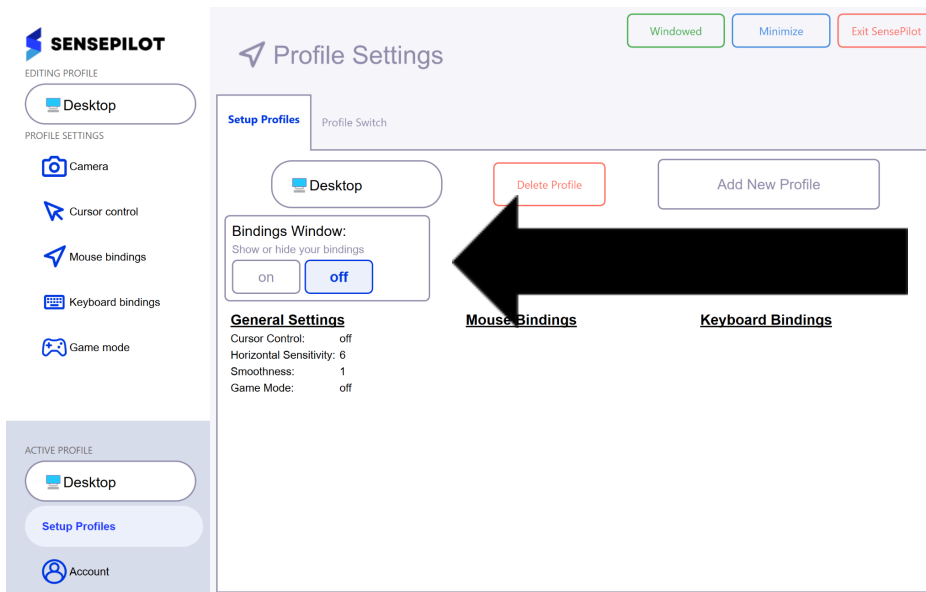 SENSEPILOT
EDITING PROFILE
Desktop
PROFILE SETTINGS
Camera
Cursor control
Mouse bindings
Keyboard bindings
Game mode
ACTIVE PROFILE
Desktop
Setup Profiles
Account
Profile Settings
Windowed
Minimize
Exit SensePilot
Setup Profiles
Profile Switch
Desktop
Delete Profile
Add New Profile
Bindings Window:
Show or hide your bindings
on
off
General Settings
Cursor Control: off
Horizontal Sensitivity: 6
Smoothness: 1
Game Mode: off
Mouse Bindings
Keyboard Bindings